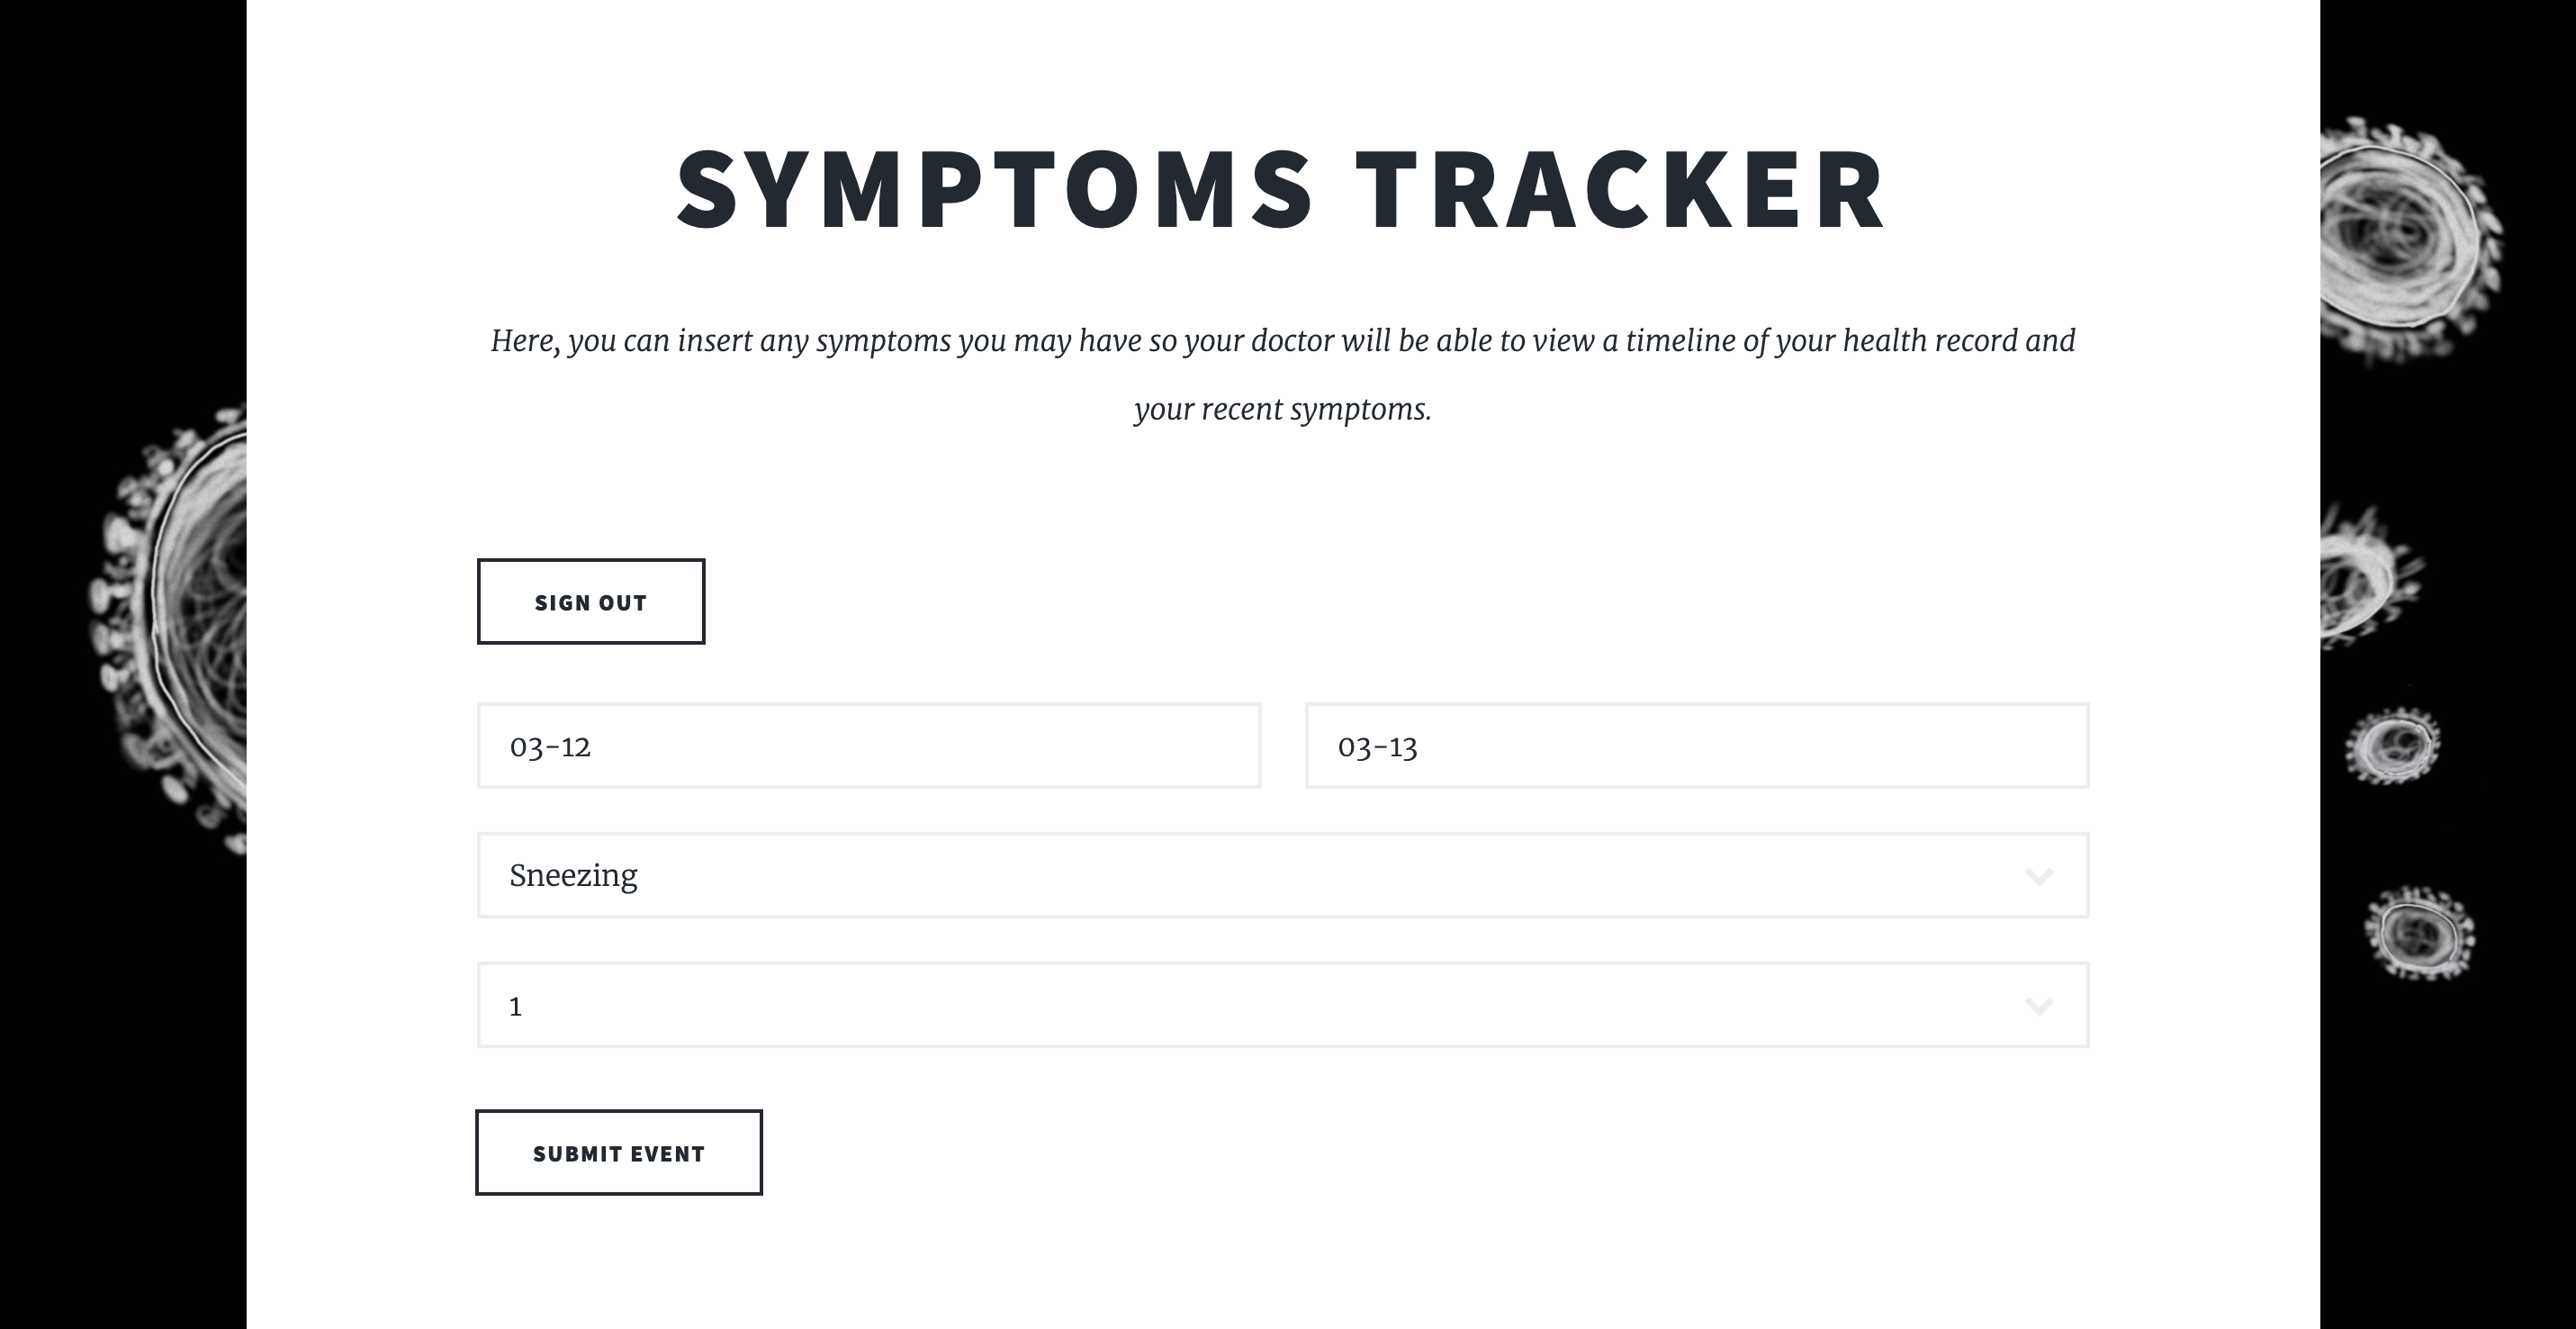 SYMPTOMS TRACKER
Here, you can insert any symptoms you may have so your doctor will be able to view a timeline of your health record and
your recent symptoms.
SIGN OUT
03-12
03-13
Sneezing
1
SUBMIT EVENT